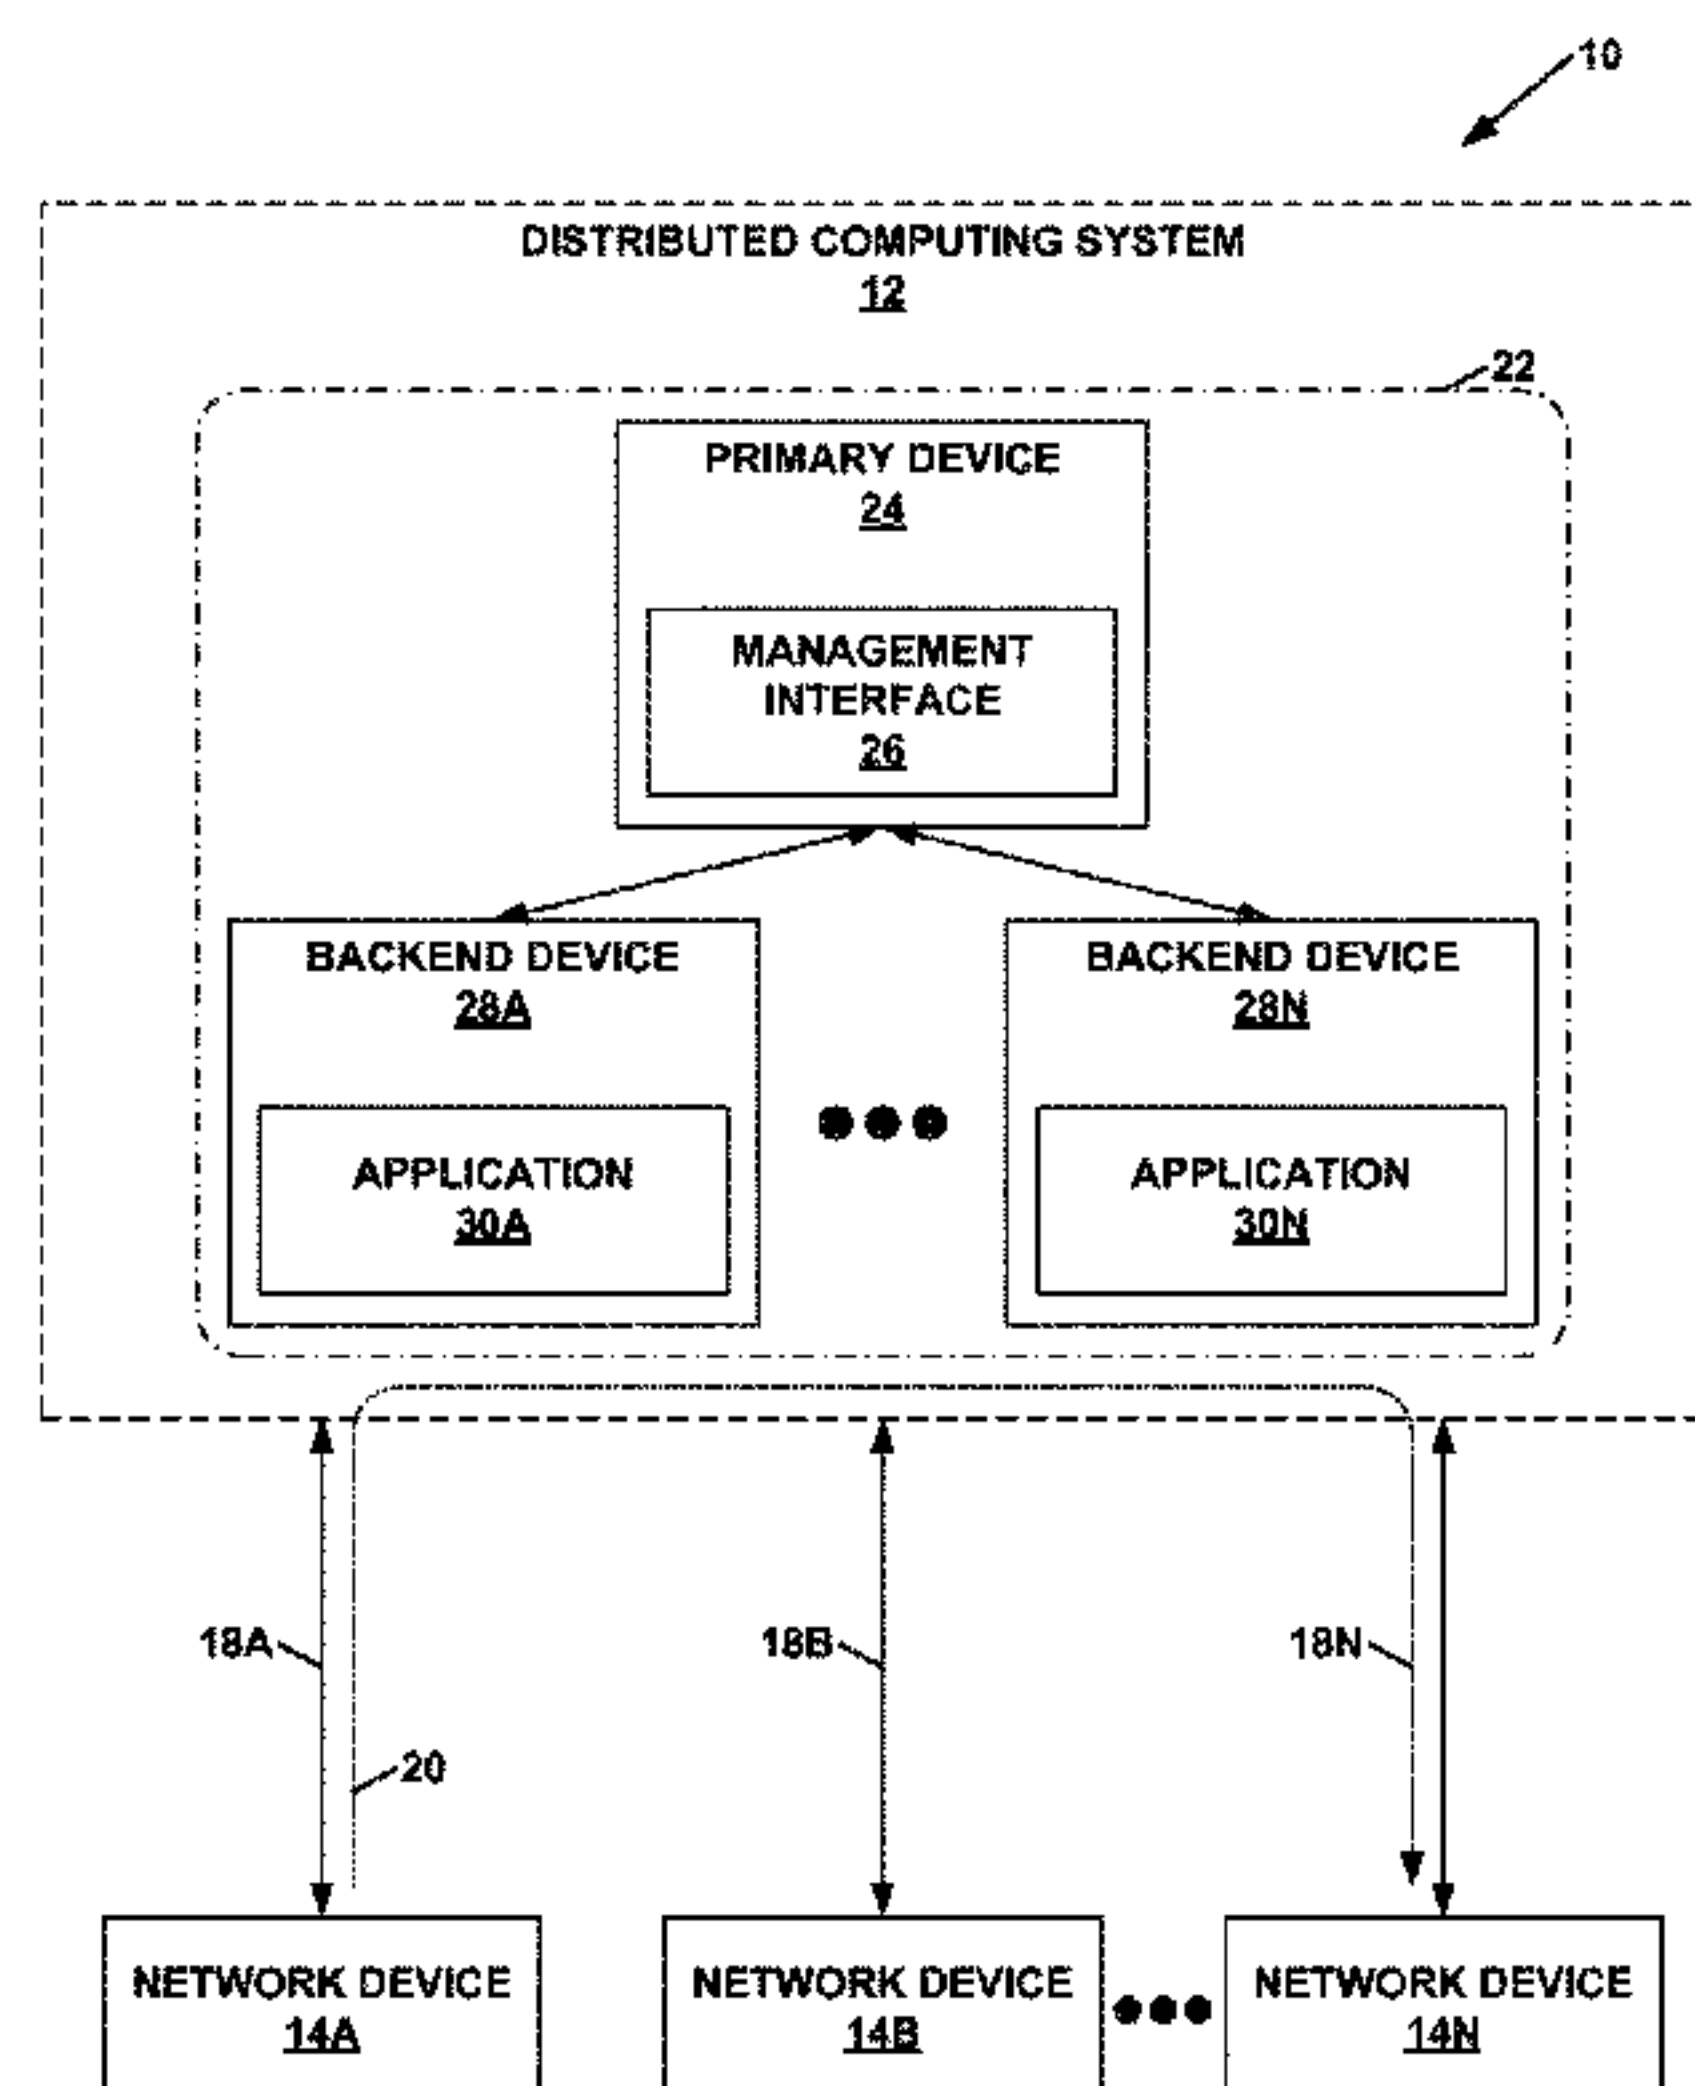 10
DISTRIBUTED COMPUTING SYSTEM
12
22
PRIMARY DEVICE
24
MANAGEMENT
INTERFACE
26
BACKEND DEVICE
28A
BACKEND DEVICE
28N
APPLICATION
30A
APPLICATION
30N
18A
18B
18N
20
NETWORK DEVICE
14A
NETWORK DEVICE
14B
NETWORK DEVICE
14N